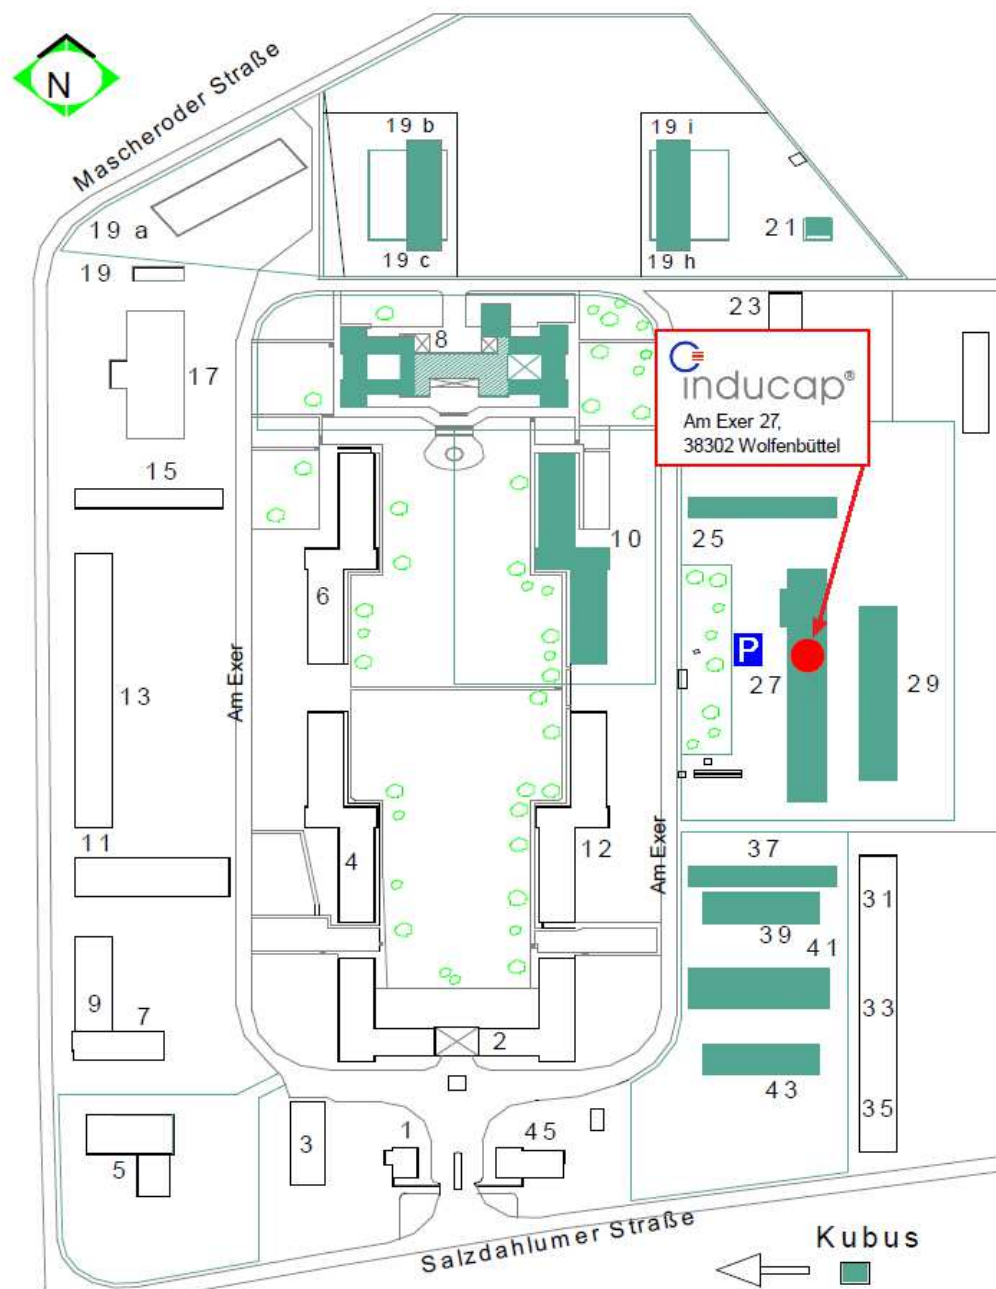 N
Mascheroder Straße
19 b
19 i
19 a
21
19 c
19 h
19
23
8
17
inducap®
Am Exer 27,
38302 Wolfenbüttel
15
25
10
6
P
13
Am Exer
27
29
11
4
12
Am Exer
37
31
39
41
9
7
2
33
43
5
3
1
45
35
Salzdahlumer Straße
Kubus